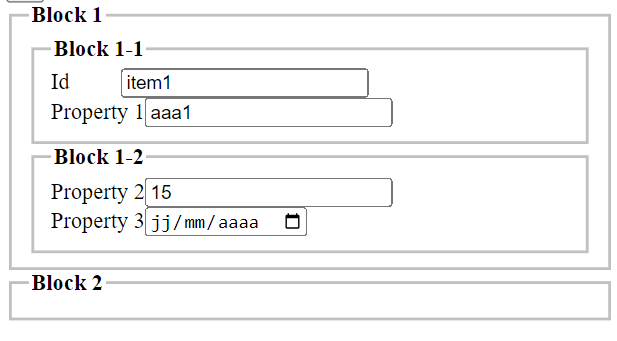 Block 1
Block 1-1
Id item1
Property 1 aaa1
Block 1-2
Property 2 15
Property 3 jj/mm/aaaa
Block 2